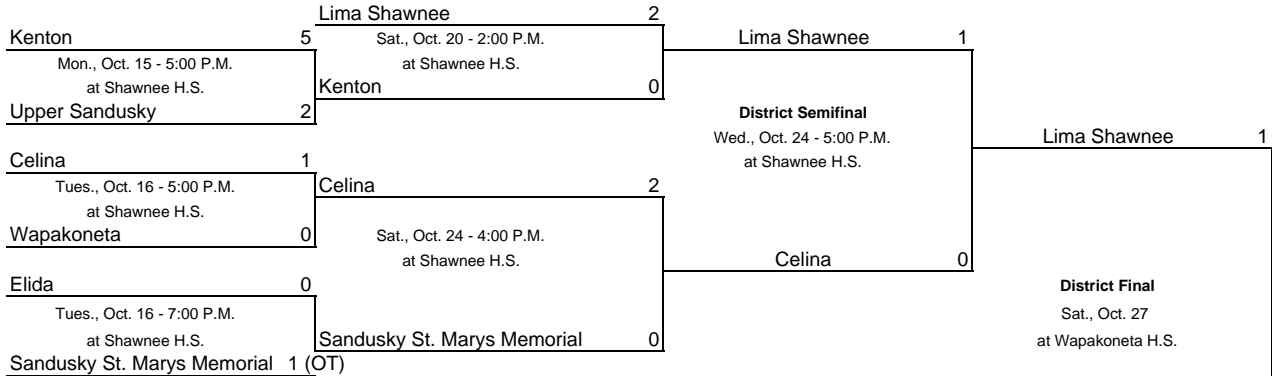 Lima Shawnee 2
Kenton 5 Sat., Oct. 20 - 2:00 P.M. Lima Shawnee 1
Mon., Oct. 15 - 5:00 P.M. at Shawnee H.S.
at Shawnee H.S. Kenton 0
Upper Sandusky 2 District Semifinal
Wed., Oct. 24 - 5:00 P.M. Lima Shawnee 1
Celina 1 at Shawnee H.S.
Tues., Oct. 16 - 5:00 P.M. Celina 2
at Shawnee H.S.
Wapakoneta 0 Sat., Oct. 24 - 4:00 P.M.
at Shawnee H.S. Celina 0
Elida 0 District Final
Tues., Oct. 16 - 7:00 P.M. Sat., Oct. 27
at Shawnee H.S. Sandusky St. Marys Memorial 0 at Wapakoneta H.S.
Sandusky St. Marys Memorial 1 (OT)